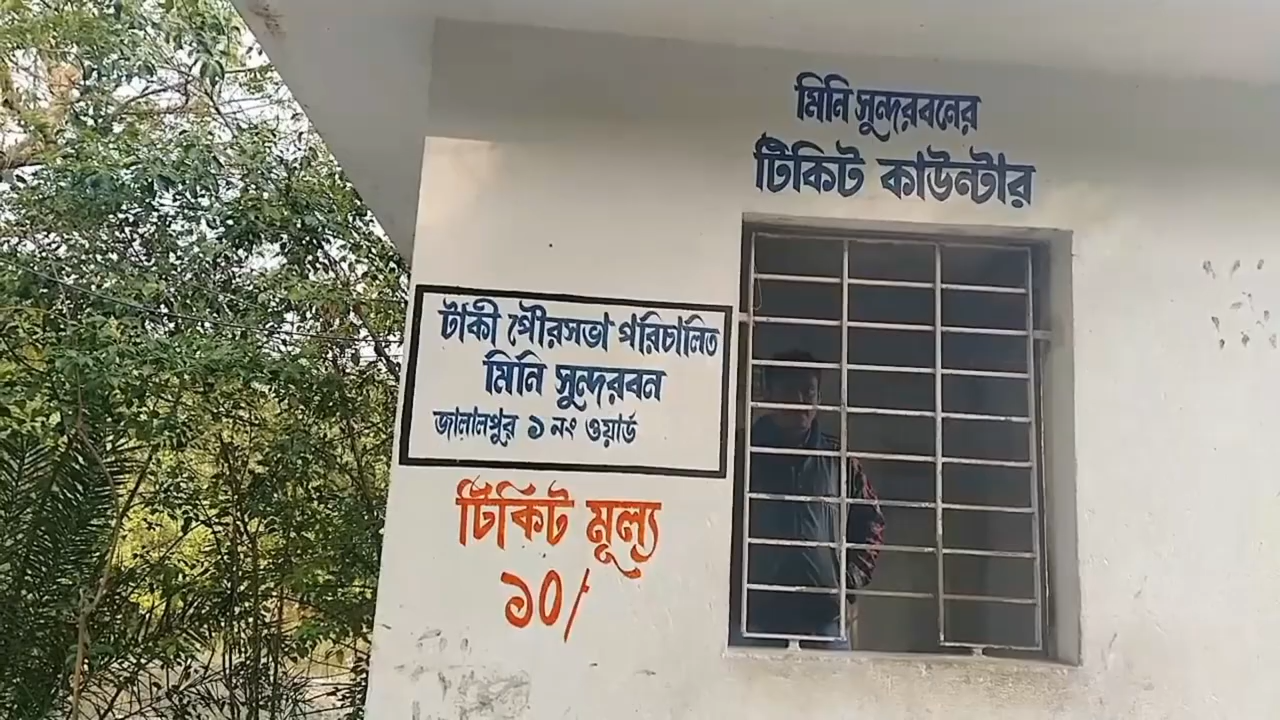 মিনি সুন্দরবনের
টিকিট কাউন্টার
টাকী পৌরসভা পরিচালিত
মিনি সুন্দরবন
জালালপুর ১ নং ওয়ার্ড
টিকিট মূল্য
১০/